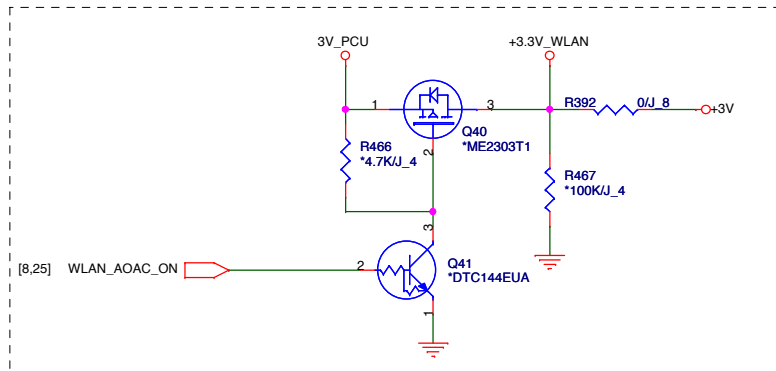 3V_PCU
+3.3V_WLAN
1
3
R392
0/J_8
+3V
Q40
*ME2303T1
R466
*4.7K/J_4
2
R467
*100K/J_4
3
[8,25]
WLAN_AOAC_ON
2
Q41
*DTC144EUA
1